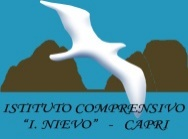 ISTITUTO COMPRENSIVO
"I. NIEVO" - CAPRI